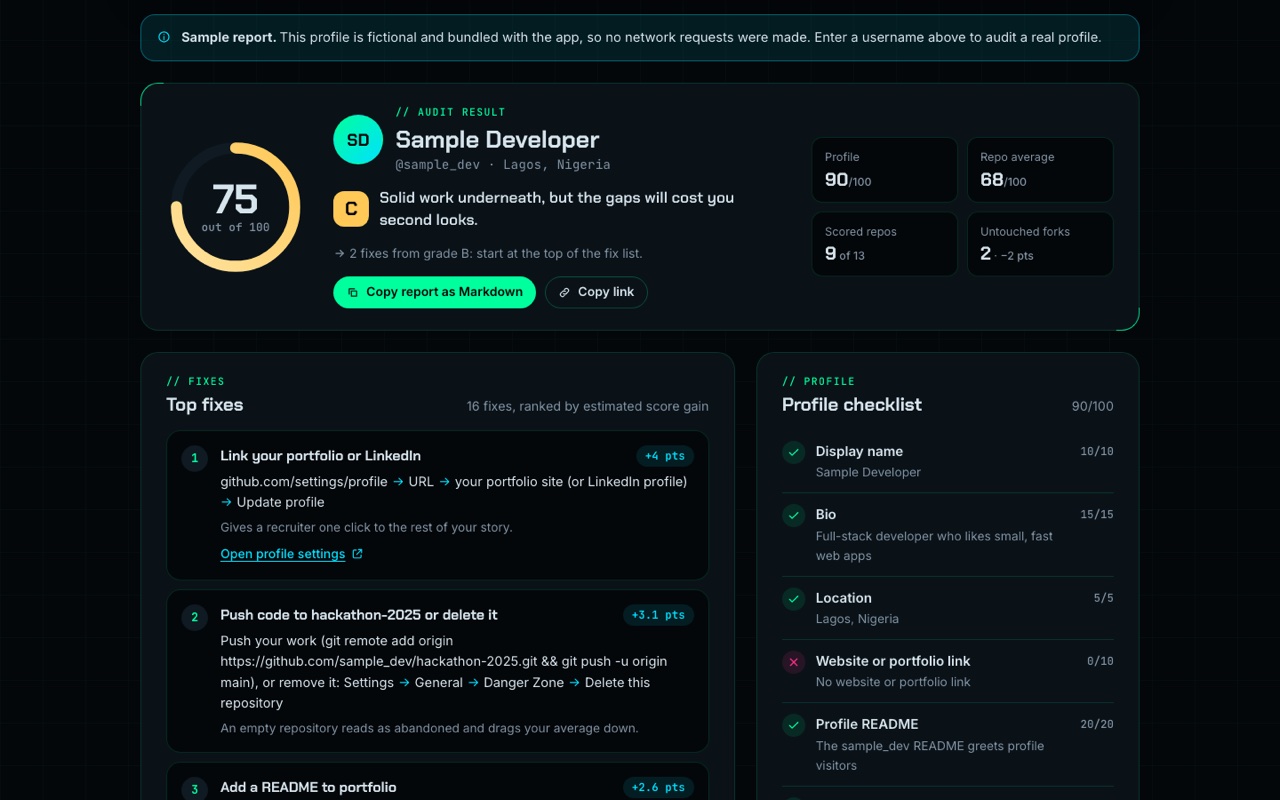 Sample report. This profile is fictional and bundled with the app, so no network requests were made. Enter a username above to audit a real profile.
75
out of 100
SD
// AUDIT RESULT
Sample Developer
@sample_dev · Lagos, Nigeria
C
Solid work underneath, but the gaps will cost you
second looks.
→ 2 fixes from grade B: start at the top of the fix list.
Copy report as Markdown
Copy link
Profile
90/100
Repo average
68/100
Scored repos
9 of 13
Untouched forks
2 · −2 pts
// FIXES
Top fixes
16 fixes, ranked by estimated score gain
1
Link your portfolio or LinkedIn
+4 pts
github.com/settings/profile → URL → your portfolio site (or LinkedIn profile)
→ Update profile
Gives a recruiter one click to the rest of your story.
Open profile settings
2
Push code to hackathon-2025 or delete it
+3.1 pts
Push your work (git remote add origin
https://github.com/sample_dev/hackathon-2025.git && git push -u origin
main), or remove it: Settings → General → Danger Zone → Delete this
repository
An empty repository reads as abandoned and drags your average down.
3
Add a README to portfolio
+2.6 pts
// PROFILE
Profile checklist
90/100
Display name
10/10
Sample Developer
Bio
15/15
Full-stack developer who likes small, fast
web apps
Location
5/5
Lagos, Nigeria
Website or portfolio link
0/10
No website or portfolio link
Profile README
20/20
The sample_dev README greets profile
visitors